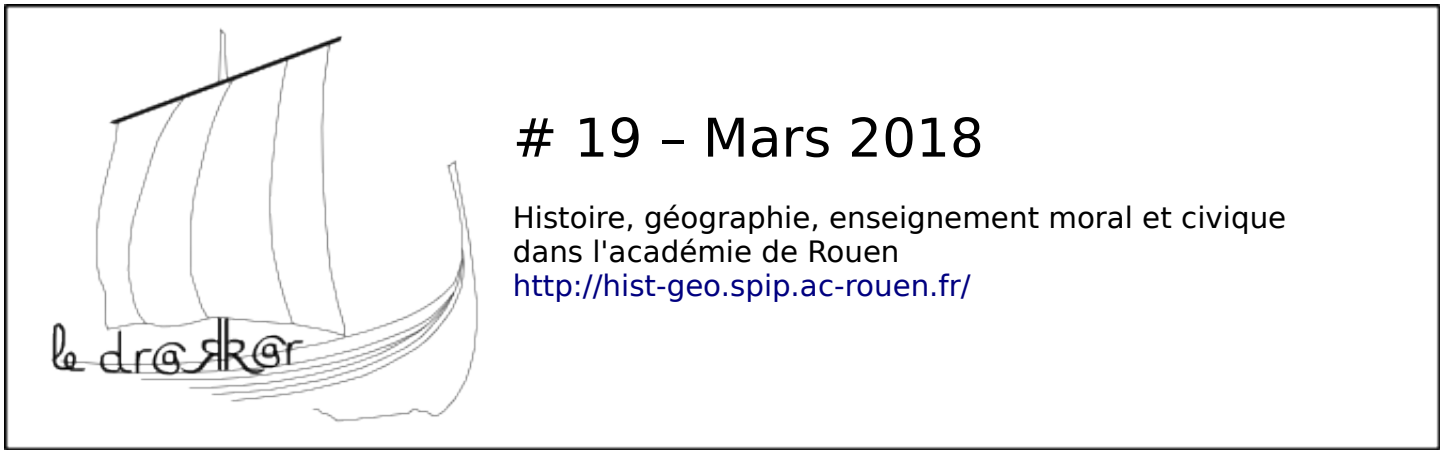 # 19 – Mars 2018
Histoire, géographie, enseignement moral et civique
dans l'académie de Rouen
http://hist-geo.spip.ac-rouen.fr/
le dr@kk@r